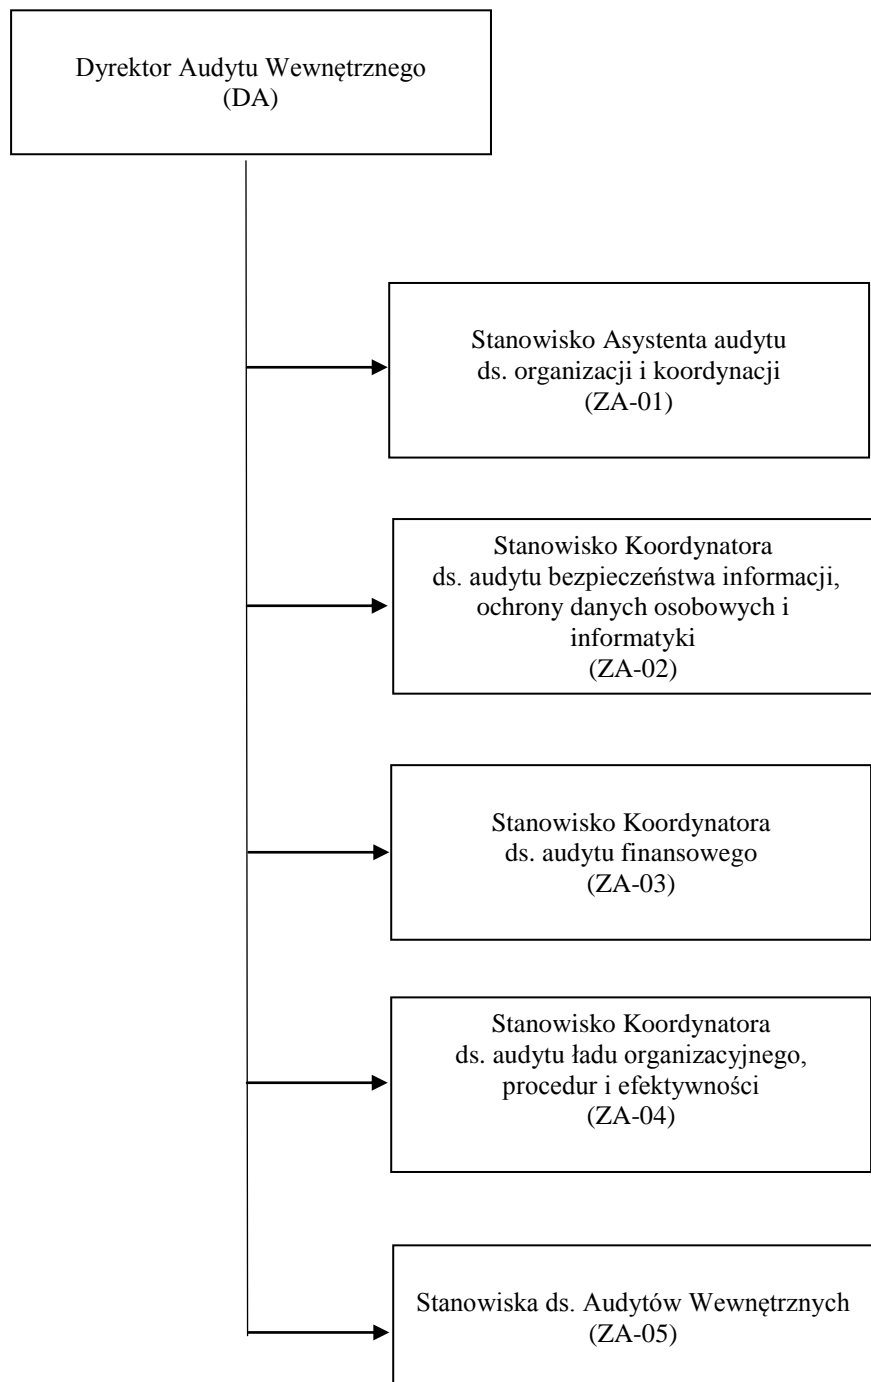 Dyrektor Audytu Wewnętrznego
(DA)
Stanowisko Asystenta audytu
ds. organizacji i koordynacji
(ZA-01)
Stanowisko Koordynatora
ds. audytu bezpieczeństwa informacji,
ochrony danych osobowych i
informatyki
(ZA-02)
Stanowisko Koordynatora
ds. audytu finansowego
(ZA-03)
Stanowisko Koordynatora
ds. audytu ładu organizacyjnego,
procedur i efektywności
(ZA-04)
Stanowiska ds. Audytów Wewnętrznych
(ZA-05)